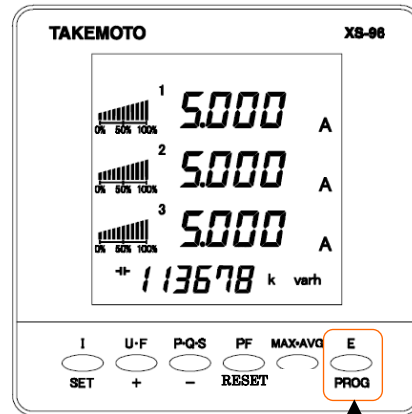 TAKEMOTO XS-96
1 5.000 A
0% 50% 100%
2 5.000 A
0% 50% 100%
3 5.000 A
0% 50% 100%
113678 k varh
I U·F P·Q·S PF MAX·AVG E
SET + - RESET PROG